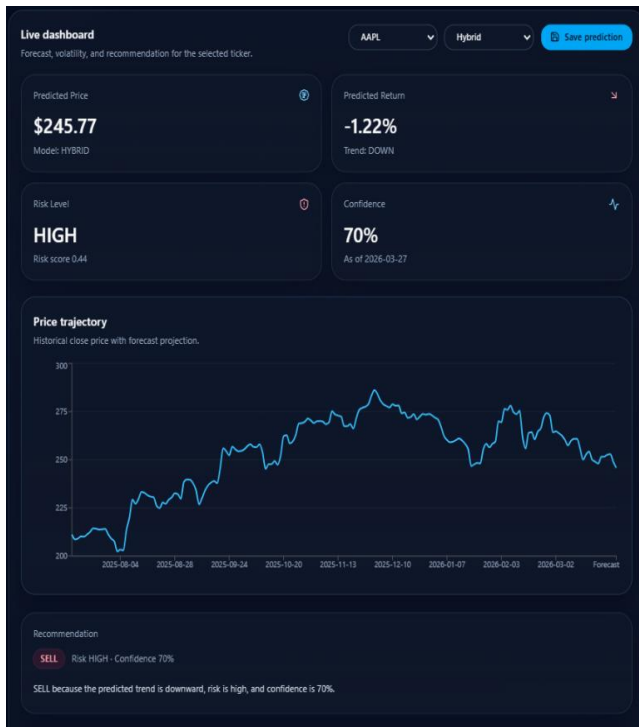 Live dashboard
Forecast, volatility, and recommendation for the selected ticker.
AAPL
Hybrid
Save prediction
Predicted Price
$245.77
Model: HYBRID
Predicted Return
-1.22%
Trend: DOWN
Risk Level
HIGH
Risk score 0.44
Confidence
70%
As of 2026-03-27
Price trajectory
Historical close price with forecast projection.
300
275
250
225
200
2025-08-04 2025-08-28 2025-09-24 2025-10-20 2025-11-13 2025-12-10 2026-01-07 2026-02-03 2026-03-02 Forecast
Recommendation
SELL Risk HIGH - Confidence 70%
SELL because the predicted trend is downward, risk is high, and confidence is 70%.